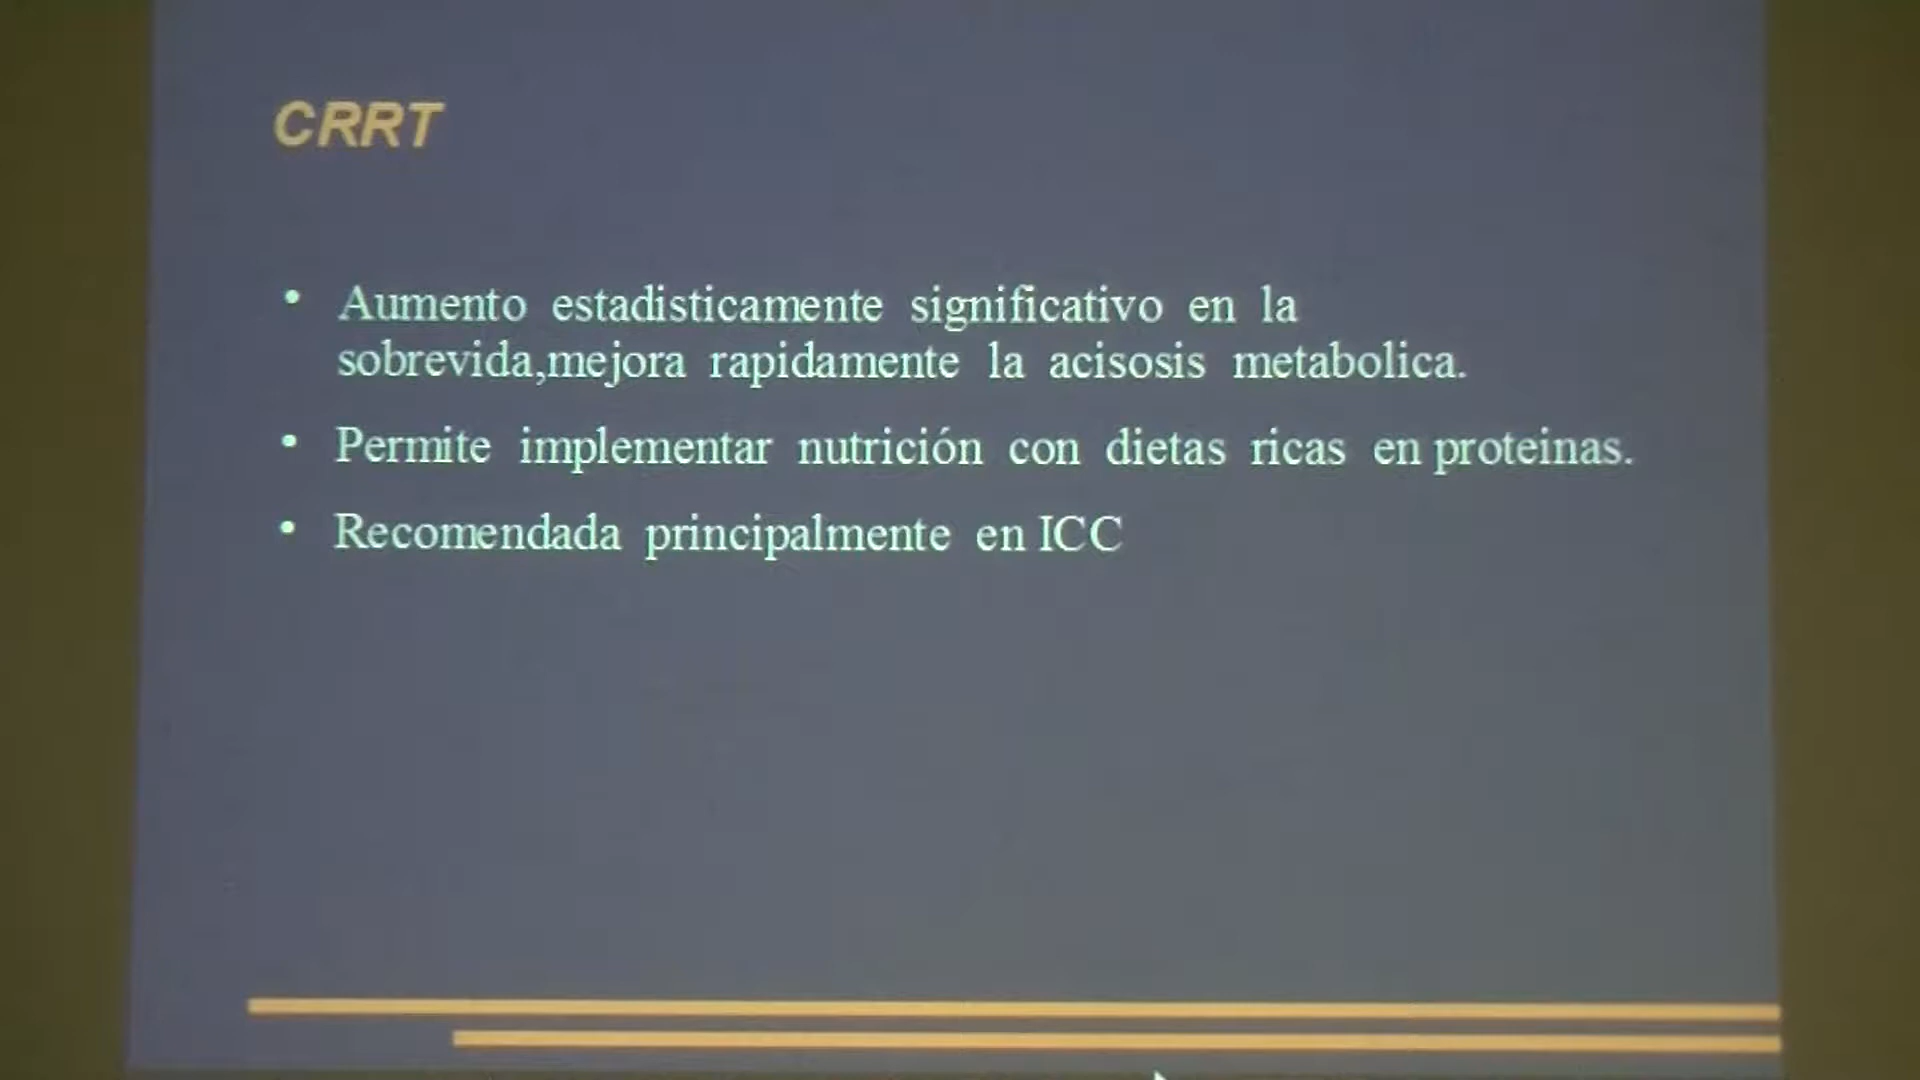 CRRT
• Aumento estadisticamente significativo en la
sobrevida,mejora rapidamente la acisosis metabolica.
• Permite implementar nutrición con dietas ricas en proteinas.
• Recomendada principalmente en ICC